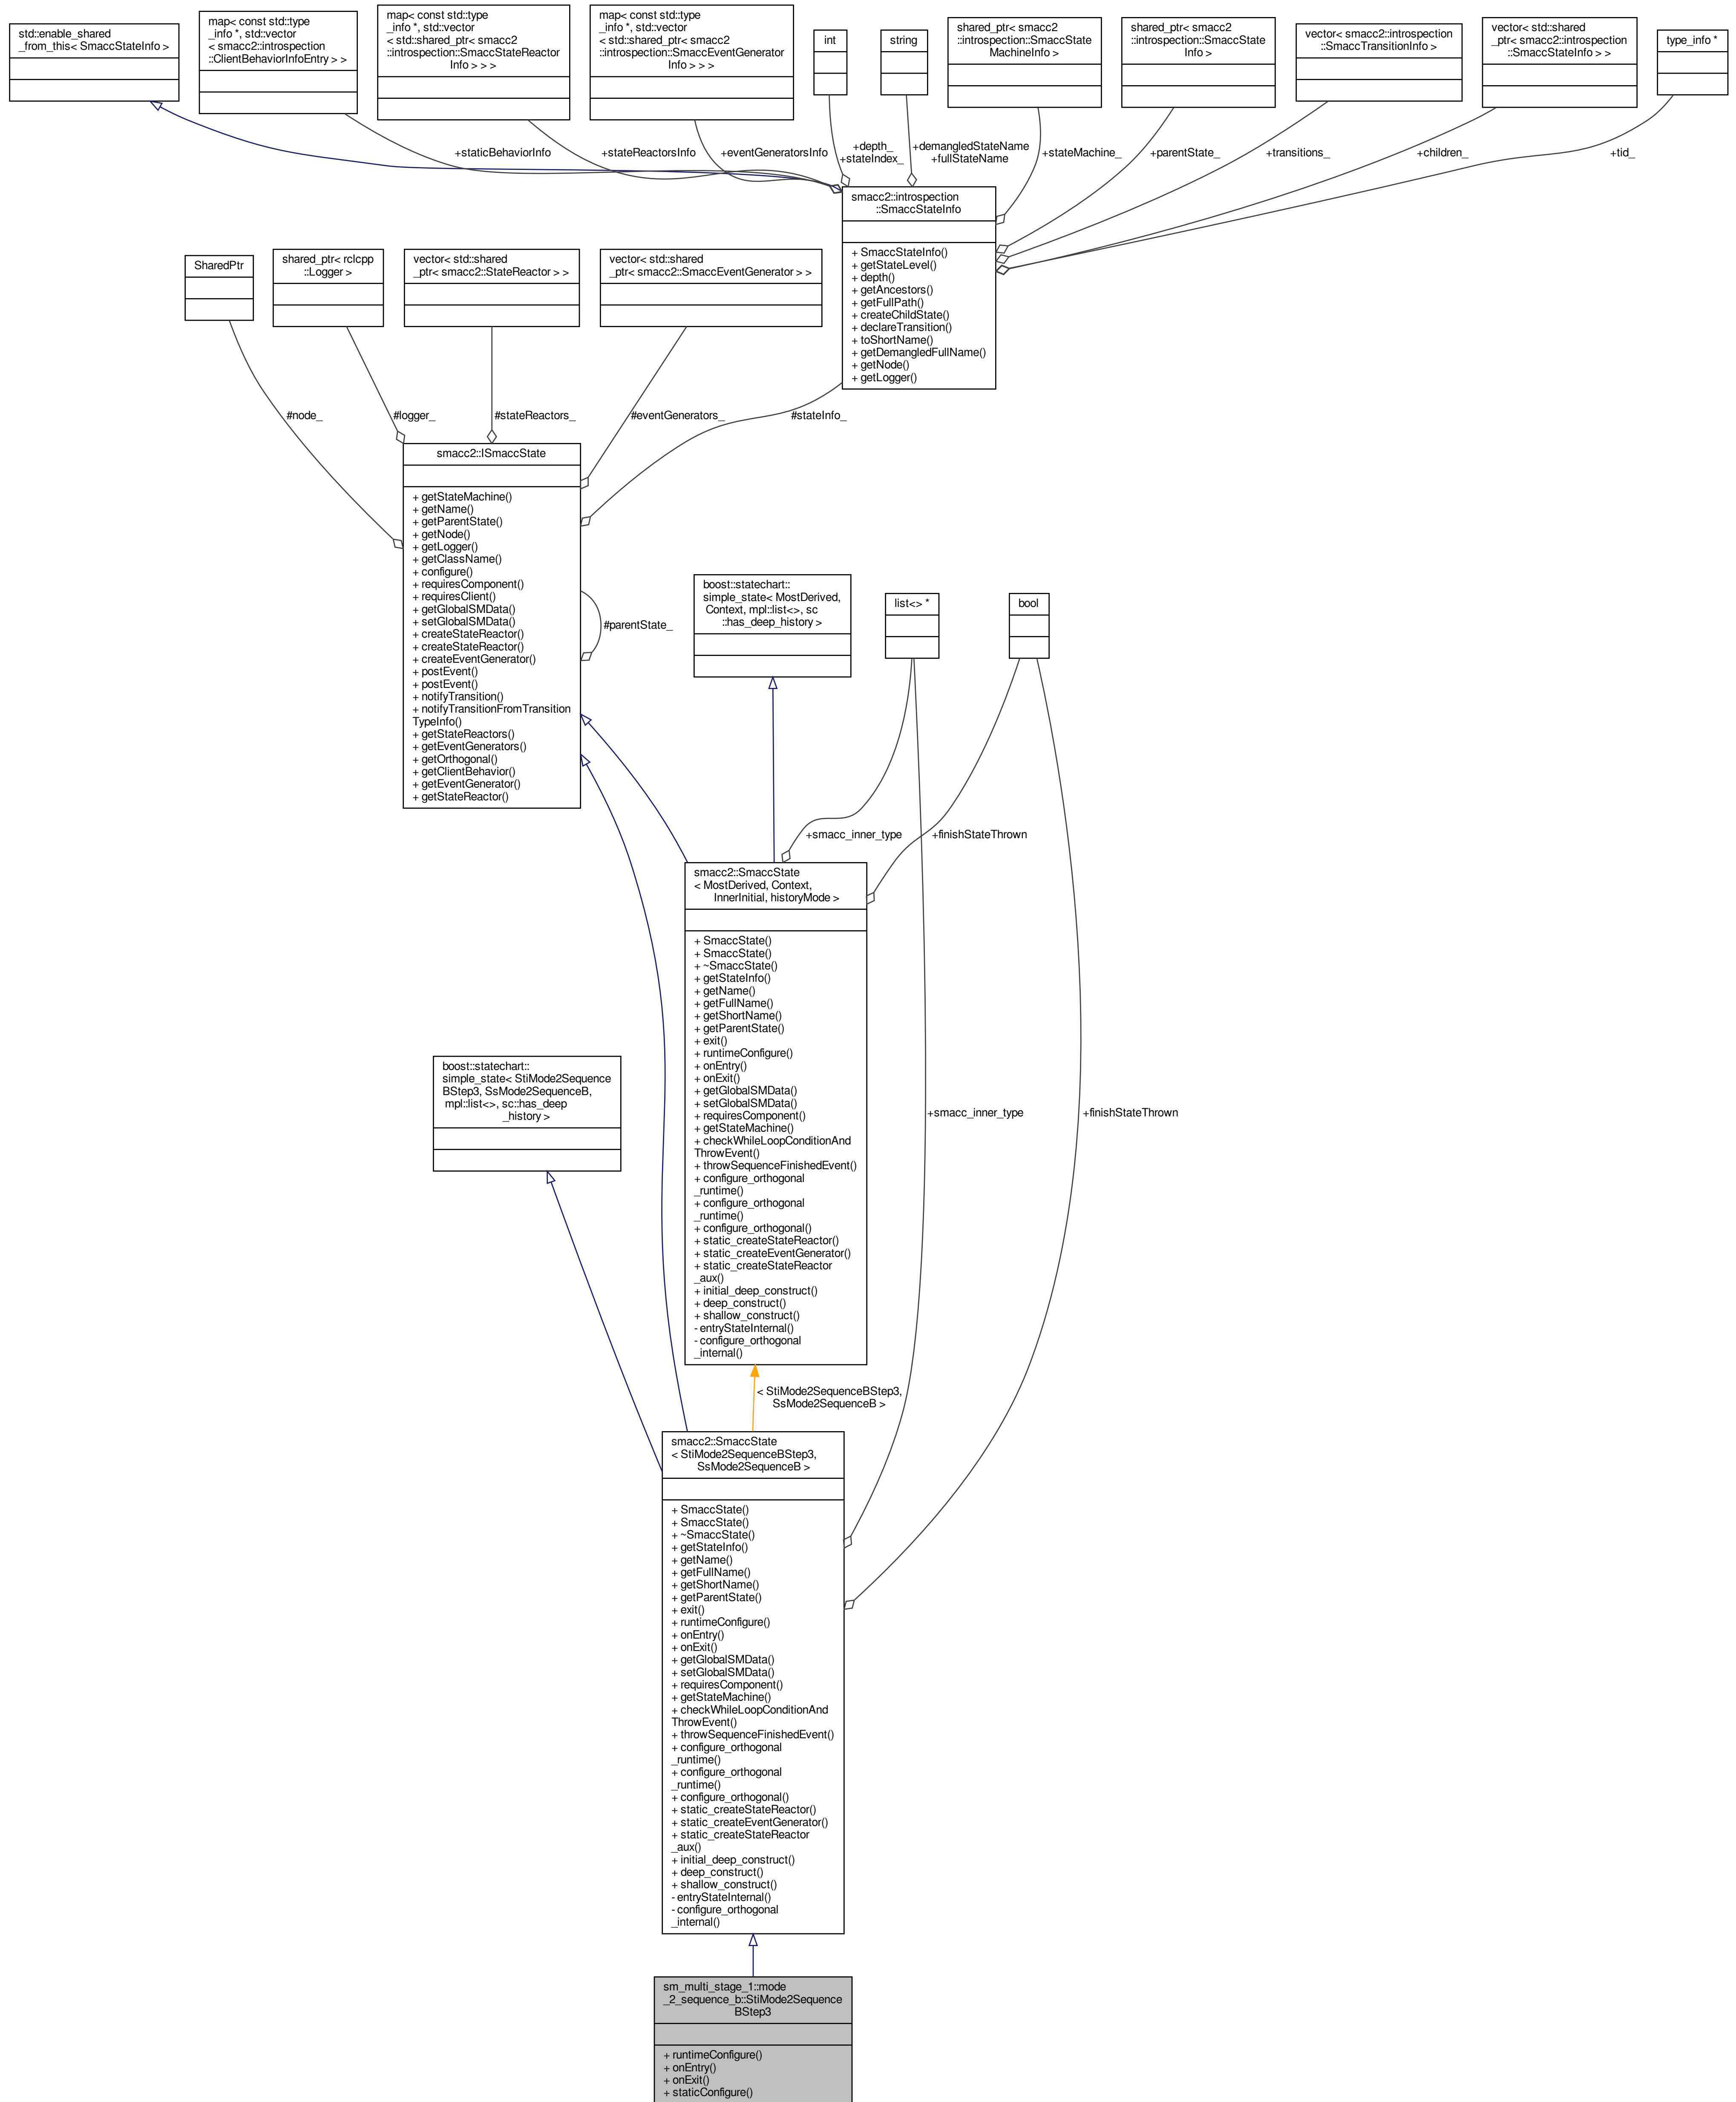 std::enable_shared
_from_this< SmaccStateInfo >
map< const std::type
_info *, std::vector
< smacc2::introspection
::ClientBehaviorInfoEntry > >
map< const std::type
_info *, std::vector
< std::shared_ptr< smacc2
::introspection::SmaccStateReactor
Info > > >
map< const std::type
_info *, std::vector
< std::shared_ptr< smacc2
::introspection::SmaccEventGenerator
Info > > >
int
string
shared_ptr< smacc2
::introspection::SmaccState
MachineInfo >
shared_ptr< smacc2
::introspection::SmaccState
Info >
vector< smacc2::introspection
::SmaccTransitionInfo >
vector< std::shared
_ptr< smacc2::introspection
::SmaccStateInfo > >
type_info *
+staticBehaviorInfo
+stateReactorsInfo
+eventGeneratorsInfo
+depth_
+stateIndex_
+demangledStateName
+fullStateName
+stateMachine_
+parentState_
+transitions_
+children_
+tid_
smacc2::introspection
::SmaccStateInfo
+ SmaccStateInfo()
+ getStateLevel()
+ depth()
+ getAncestors()
+ getFullPath()
+ createChildState()
+ declareTransition()
+ toShortName()
+ getDemangledFullName()
+ getNode()
+ getLogger()
SharedPtr
shared_ptr< rclcpp
::Logger >
vector< std::shared
_ptr< smacc2::StateReactor > >
vector< std::shared
_ptr< smacc2::SmaccEventGenerator > >
#node_
#logger_
#stateReactors_
#eventGenerators_
#stateInfo_
smacc2::ISmaccState
+ getStateMachine()
+ getName()
+ getParentState()
+ getNode()
+ getLogger()
+ getClassName()
+ configure()
+ requiresComponent()
+ requiresClient()
+ getGlobalSMData()
+ setGlobalSMData()
+ createStateReactor()
+ createStateReactor()
+ createEventGenerator()
+ postEvent()
+ postEvent()
+ notifyTransition()
+ notifyTransitionFromTransition
TypeInfo()
+ getStateReactors()
+ getEventGenerators()
+ getOrthogonal()
+ getClientBehavior()
+ getEventGenerator()
+ getStateReactor()
#parentState_
boost::statechart::
simple_state< MostDerived,
Context, mpl::list<>, sc
::has_deep_history >
list<> *
bool
+smacc_inner_type
+finishStateThrown
smacc2::SmaccState
< MostDerived, Context,
InnerInitial, historyMode >
+ SmaccState()
+ SmaccState()
+ ~SmaccState()
+ getStateInfo()
+ getName()
+ getFullName()
+ getShortName()
+ getParentState()
+ exit()
+ runtimeConfigure()
+ onEntry()
+ onExit()
+ getGlobalSMData()
+ setGlobalSMData()
+ requiresComponent()
+ getStateMachine()
+ checkWhileLoopConditionAnd
ThrowEvent()
+ throwSequenceFinishedEvent()
+ configure_orthogonal
_runtime()
+ configure_orthogonal
_runtime()
+ configure_orthogonal()
+ static_createStateReactor()
+ static_createEventGenerator()
+ static_createStateReactor
_aux()
+ initial_deep_construct()
+ deep_construct()
+ shallow_construct()
- entryStateInternal()
- configure_orthogonal
_internal()
boost::statechart::
simple_state< StiMode2Sequence
BStep3, SsMode2SequenceB,
mpl::list<>, sc::has_deep
_history >
+smacc_inner_type
+finishStateThrown
< StiMode2SequenceBStep3,
SsMode2SequenceB >
smacc2::SmaccState
< StiMode2SequenceBStep3,
SsMode2SequenceB >
+ SmaccState()
+ SmaccState()
+ ~SmaccState()
+ getStateInfo()
+ getName()
+ getFullName()
+ getShortName()
+ getParentState()
+ exit()
+ runtimeConfigure()
+ onEntry()
+ onExit()
+ getGlobalSMData()
+ setGlobalSMData()
+ requiresComponent()
+ getStateMachine()
+ checkWhileLoopConditionAnd
ThrowEvent()
+ throwSequenceFinishedEvent()
+ configure_orthogonal
_runtime()
+ configure_orthogonal
_runtime()
+ configure_orthogonal()
+ static_createStateReactor()
+ static_createEventGenerator()
+ static_createStateReactor
_aux()
+ initial_deep_construct()
+ deep_construct()
+ shallow_construct()
- entryStateInternal()
- configure_orthogonal
_internal()
sm_multi_stage_1::mode
_2_sequence_b::StiMode2Sequence
BStep3
+ runtimeConfigure()
+ onEntry()
+ onExit()
+ staticConfigure()